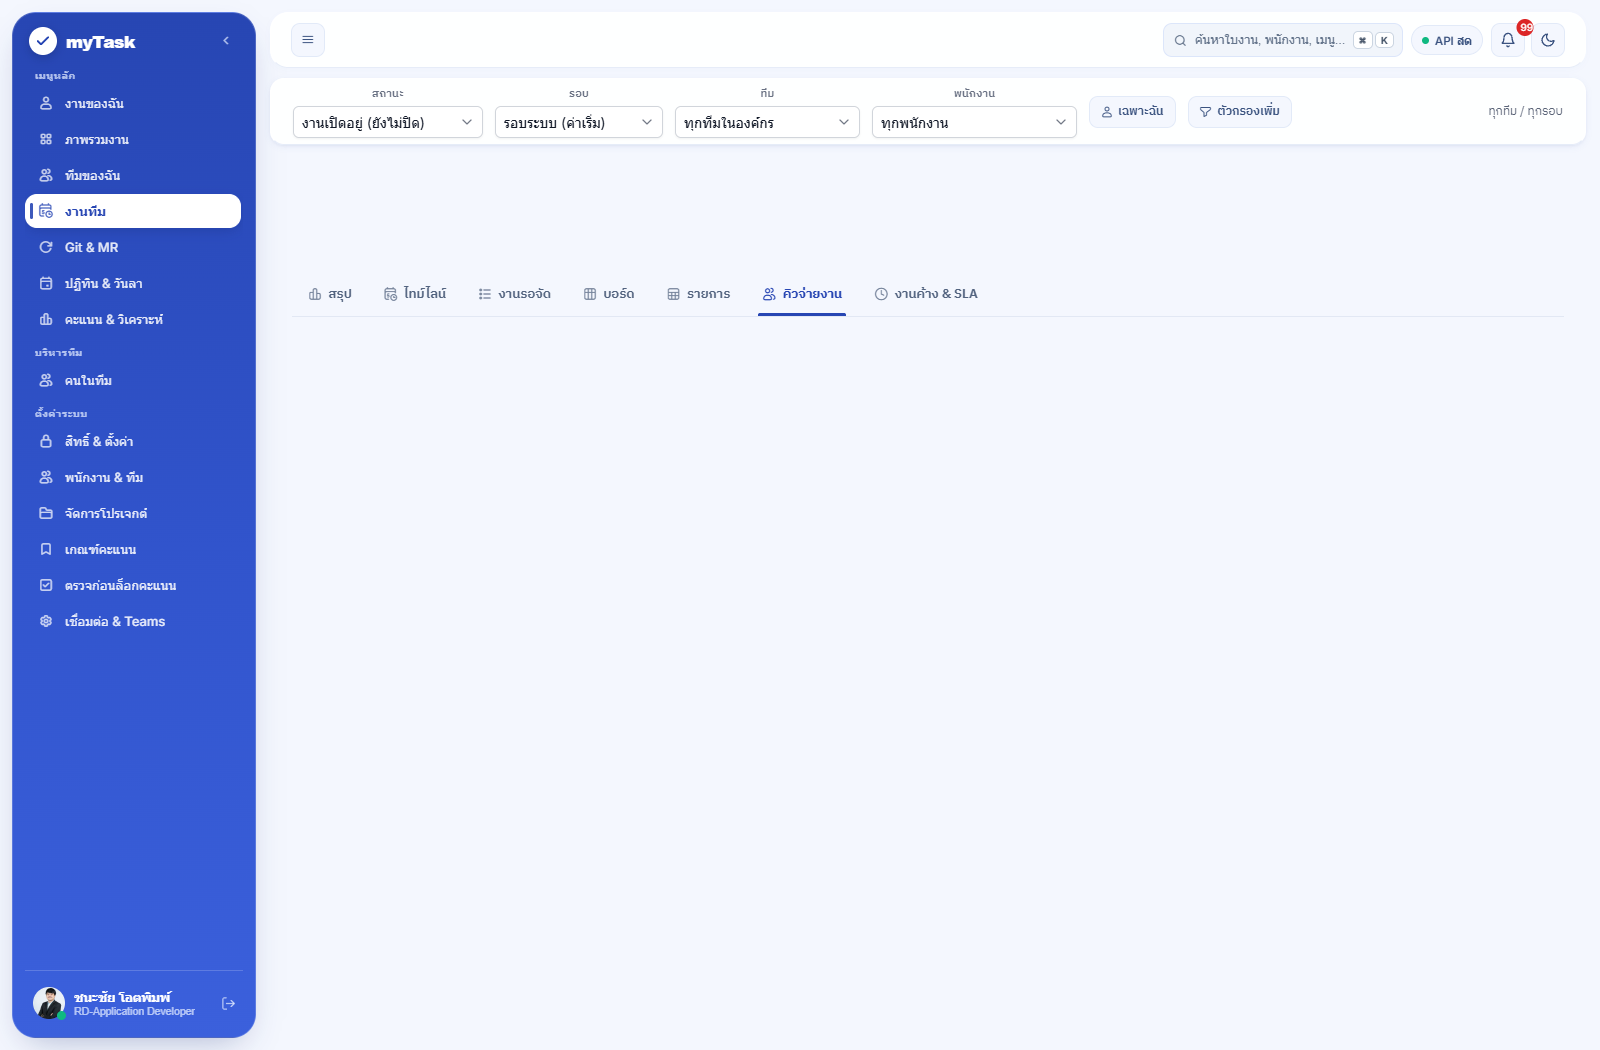 myTask
เมนูหลัก
งานของฉัน
ภาพรวมงาน
ทีมของฉัน
งานทีม
Git & MR
ปฏิทิน & วันลา
คะแนน & วิเคราะห์
บริหารทีม
คนในทีม
ตั้งค่าระบบ
สิทธิ์ & ตั้งค่า
พนักงาน & ทีม
จัดการโปรเจกต์
เกณฑ์คะแนน
ตรวจก่อนล็อกคะแนน
เชื่อมต่อ & Teams
ชนะชัย โอตพิมพ์
RD-Application Developer
ค้นหาใบงาน, พนักงาน, เมนู... ⌘ K
API สด
99
สถานะ รอบ ทีม พนักงาน
งานเปิดอยู่ (ยังไม่ปิด) รอบระบบ (ค่าเริ่ม) ทุกทีมในองค์กร ทุกพนักงาน เฉพาะฉัน ตัวกรองเพิ่ม ทุกทีม / ทุกรอบ
สรุป ไทม์ไลน์ งานรอจัด บอร์ด รายการ คิวจ่ายงาน งานค้าง & SLA